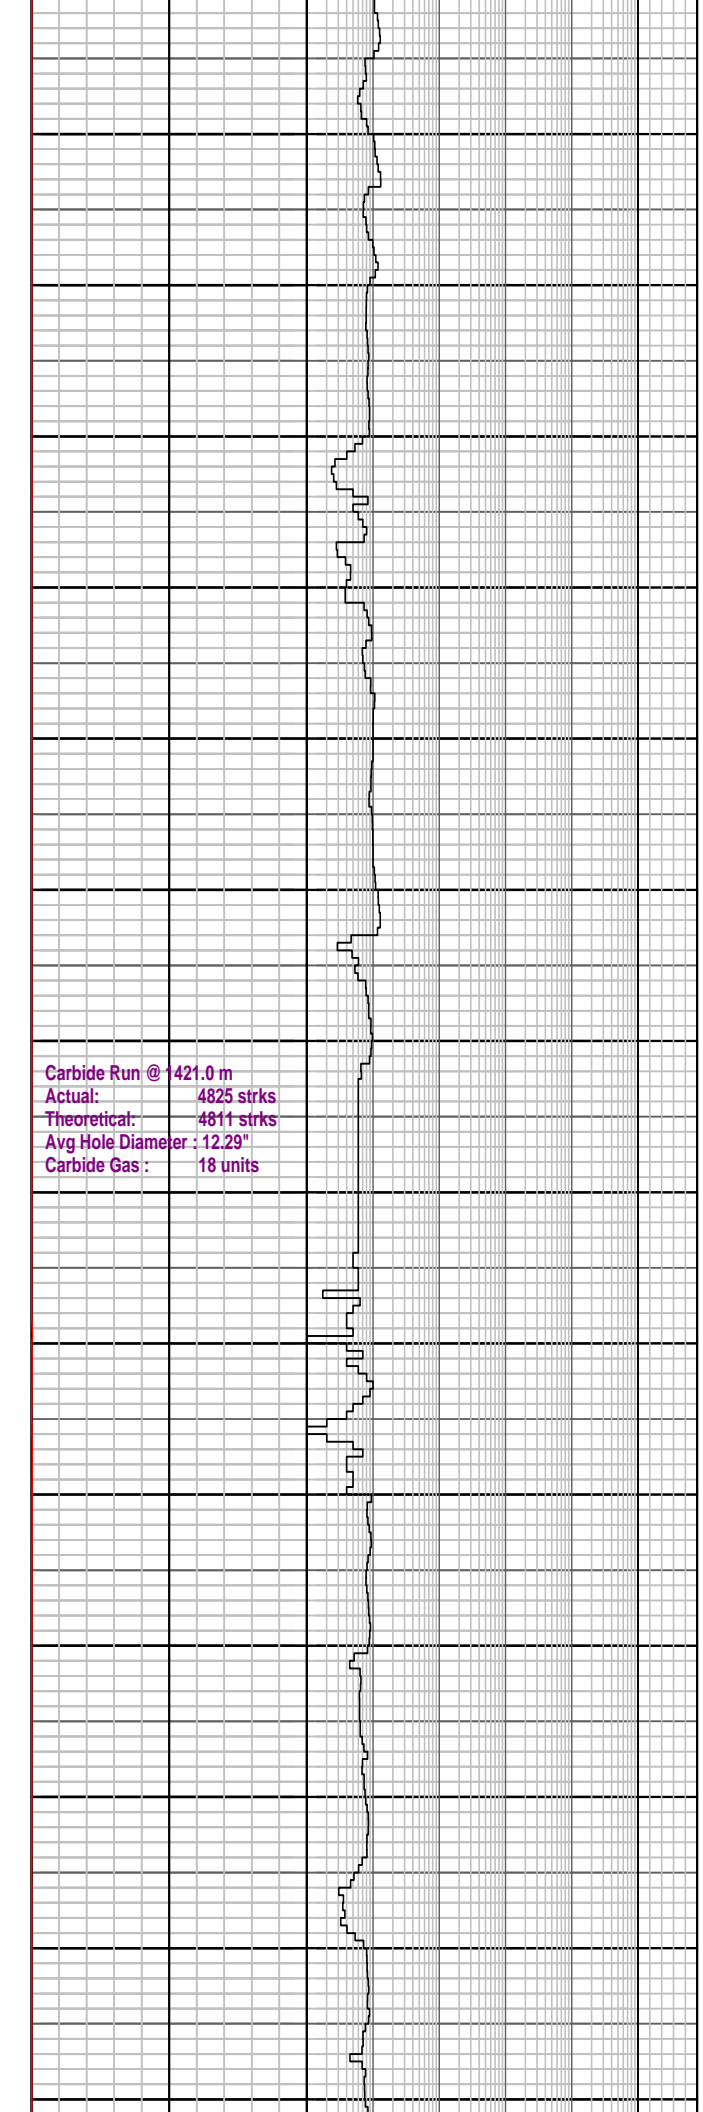 Carbide Run @ 1421.0 m
Actual: 4825 strks
Theoretical: 4811 strks
Avg Hole Diameter : 12.29"
Carbide Gas : 18 units